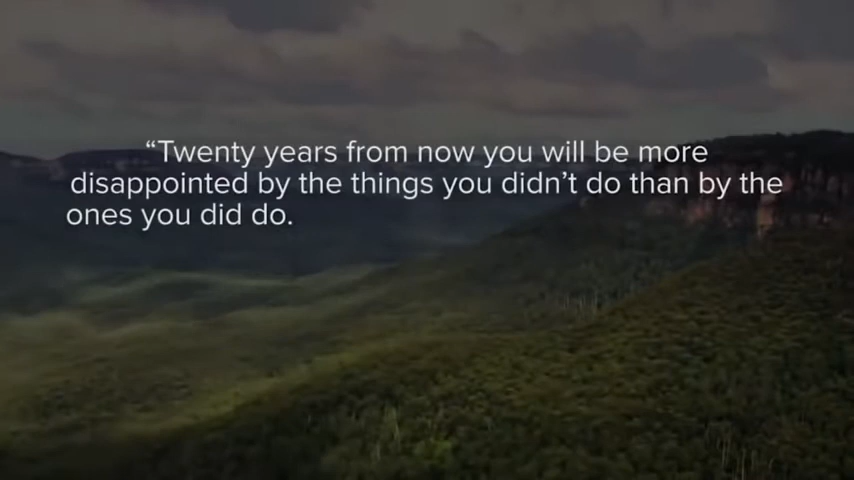 “Twenty years from now you will be more
disappointed by the things you didn’t do than by the
ones you did do.